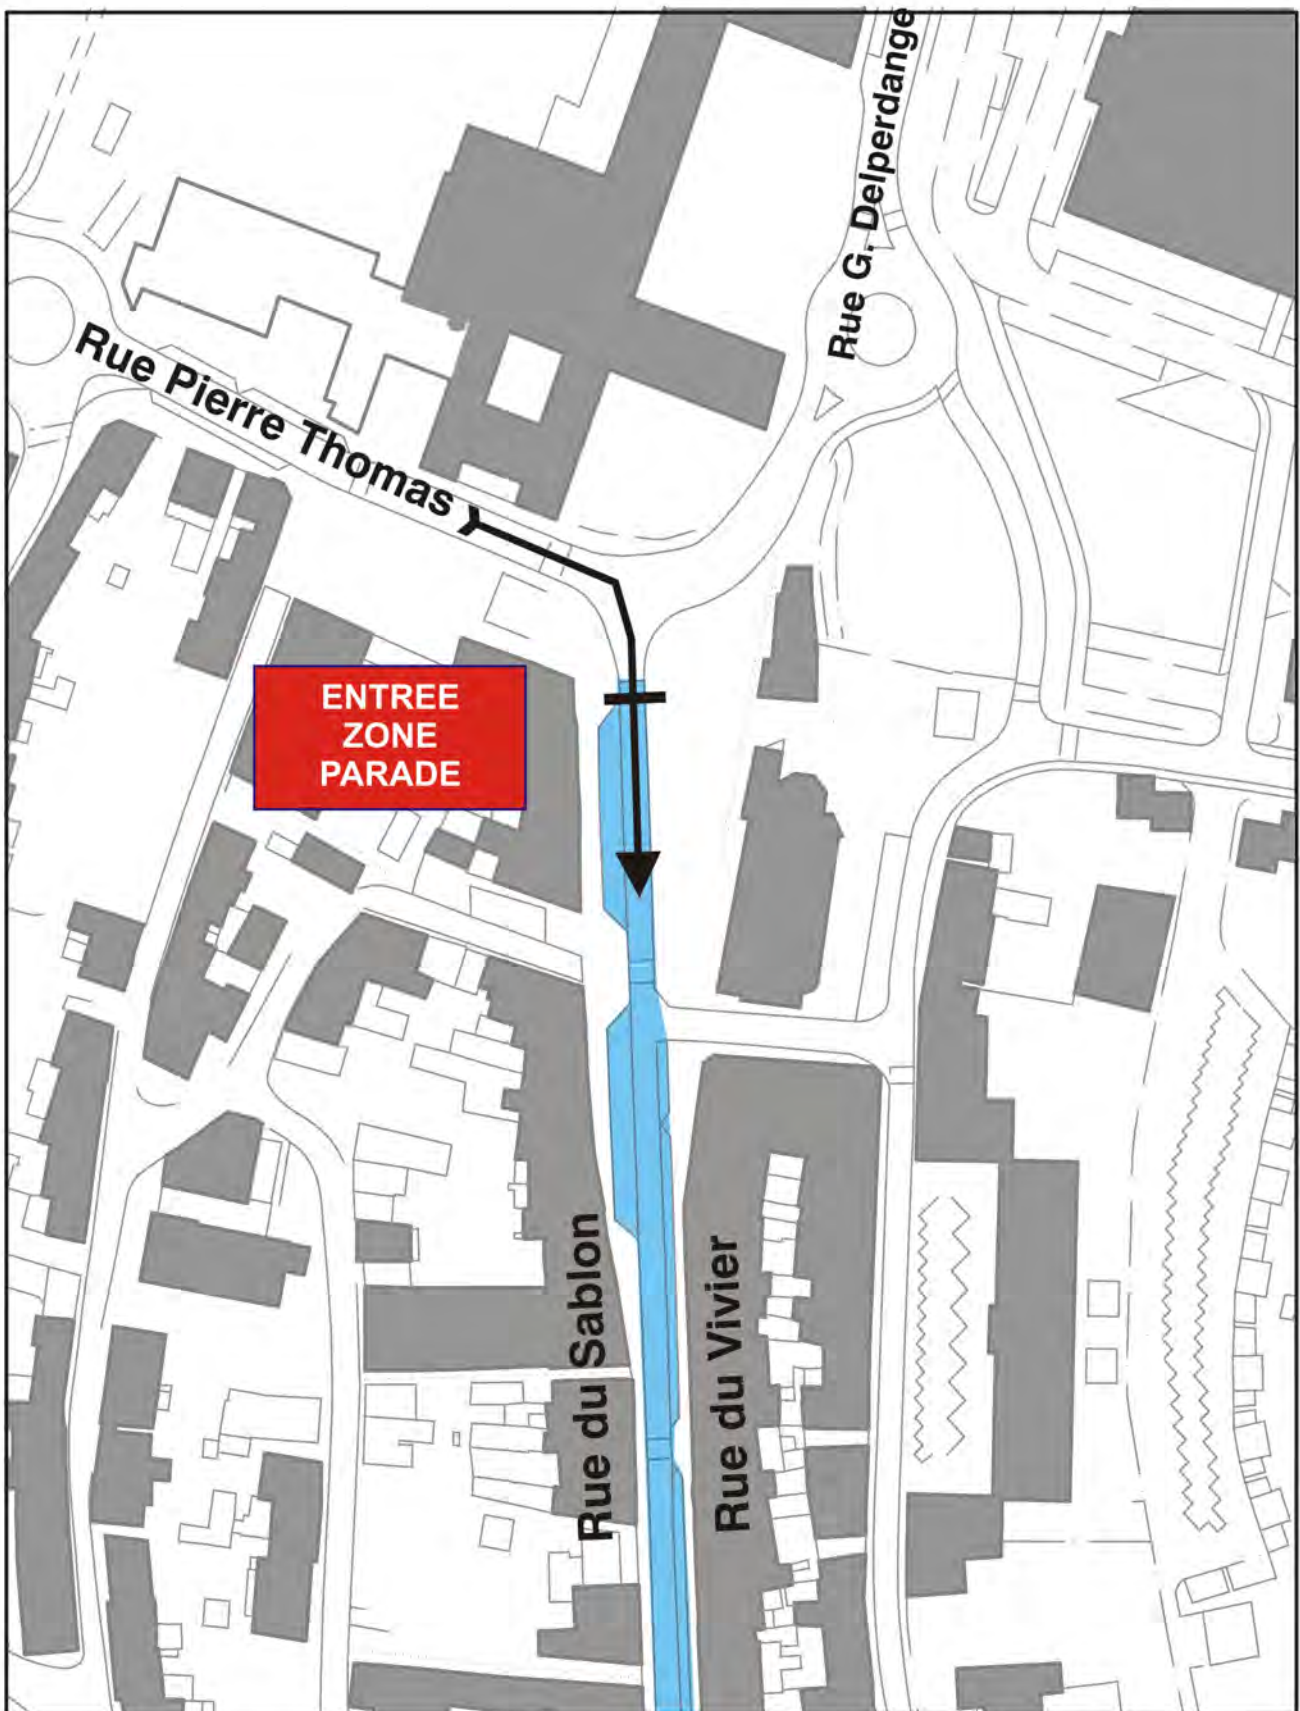 Rue G. Delperdange
Rue Pierre Thomas
ENTREE
ZONE
PARADE
Rue du Sablon
Rue du Vivier